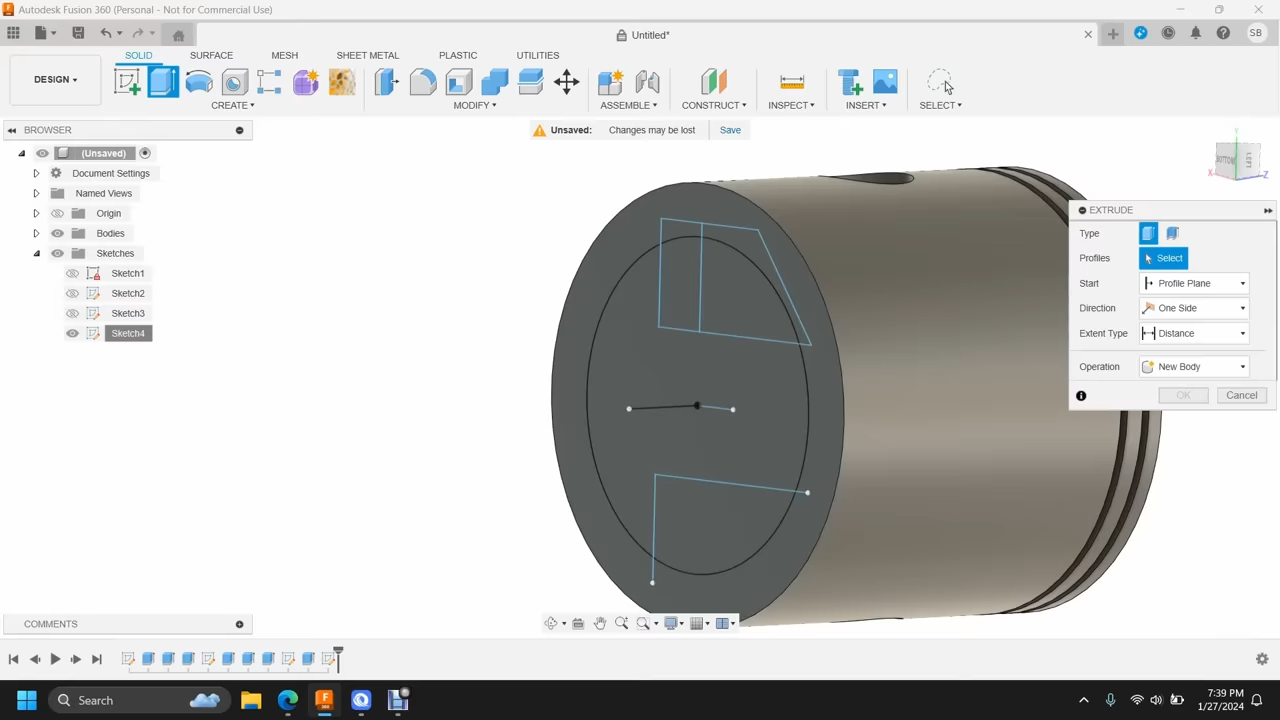 Autodesk Fusion 360 (Personal - Not for Commercial Use)
Untitled*
SB
DESIGN
SOLID SURFACE MESH SHEET METAL PLASTIC UTILITIES
CREATE MODIFY ASSEMBLE CONSTRUCT INSPECT INSERT SELECT
BROWSER
Unsaved: Changes may be lost Save
(Unsaved)
Document Settings
Named Views
Origin
Bodies
Sketches
Sketch1
Sketch2
Sketch3
Sketch4
BOTTOM
LEFT
X
Y
Z
EXTRUDE
Type
Profiles Select
Start Profile Plane
Direction One Side
Extent Type Distance
Operation New Body
OK Cancel
COMMENTS
Search
7:39 PM
1/27/2024